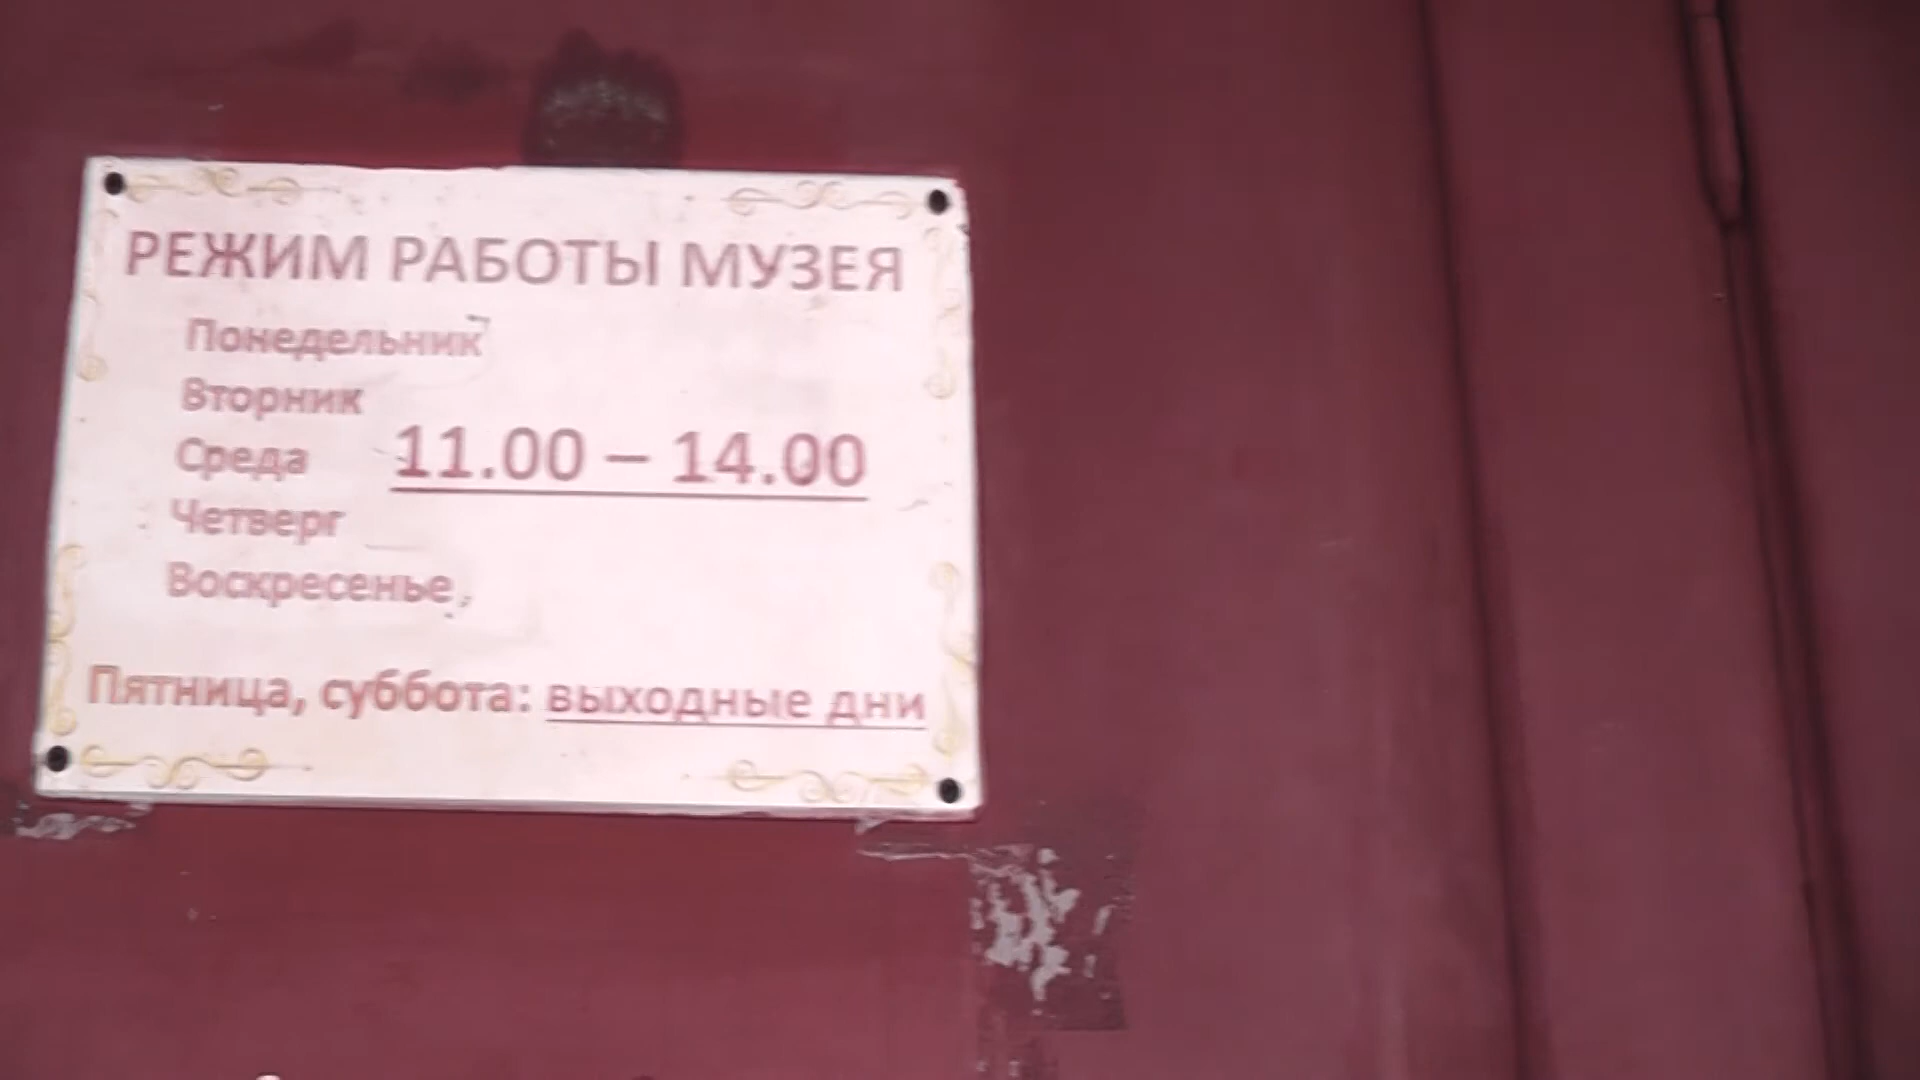 РЕЖИМ РАБОТЫ МУЗЕЯ
Понедельник
Вторник
Среда 11.00 – 14.00
Четверг
Воскресенье,
Пятница, суббота: выходные дни